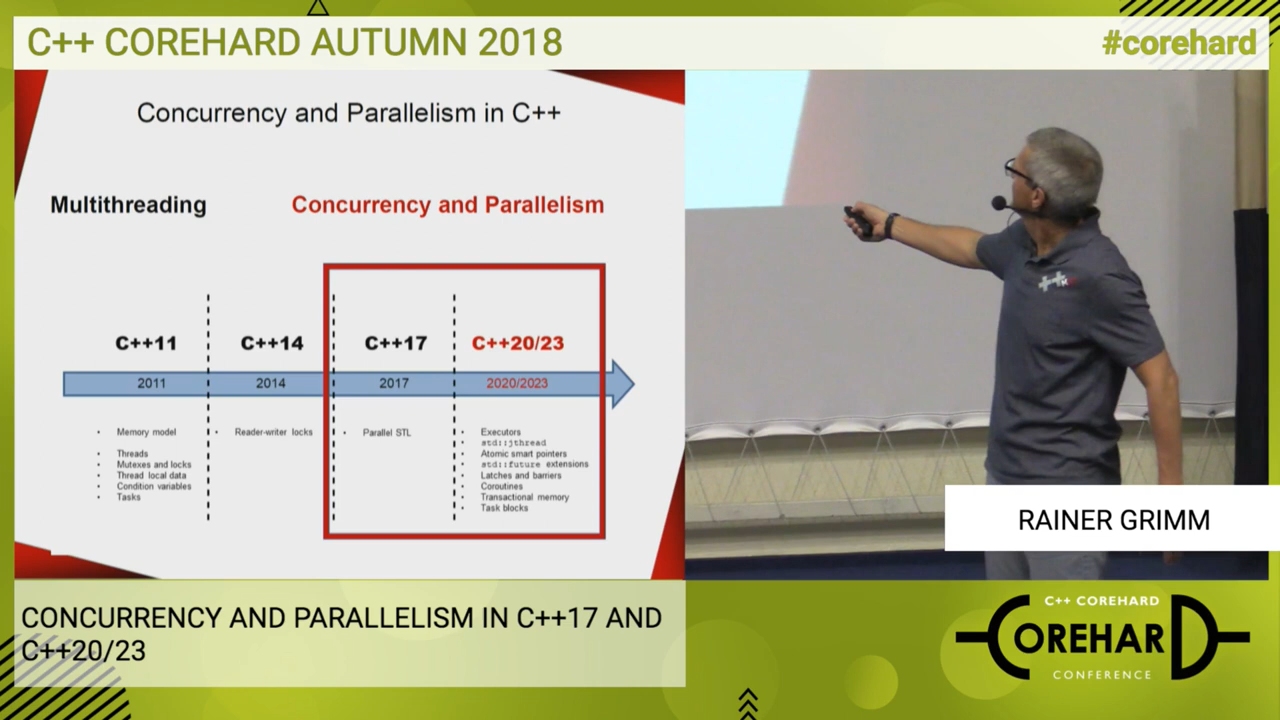 C++ COREHARD AUTUMN 2018
#corehard
Concurrency and Parallelism in C++
Multithreading
Concurrency and Parallelism
C++11
C++14
C++17
C++20/23
2011
2014
2017
2020/2023
• Memory model
• Threads
• Mutexes and locks
• Thread local data
• Condition variables
• Tasks
• Reader-writer locks
• Parallel STL
• Executors
• std::jthread
• Atomic smart pointers
• std::future extensions
• Latches and barriers
• Coroutines
• Transactional memory
• Task blocks
RAINER GRIMM
CONCURRENCY AND PARALLELISM IN C++17 AND
C++20/23
C++ COREHARD
COREHARD
CONFERENCE